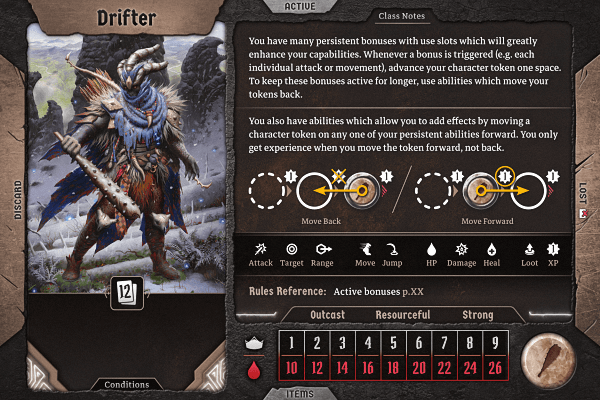 Drifter
ACTIVE
Class Notes
You have many persistent bonuses with use slots which will greatly
enhance your capabilities. Whenever a bonus is triggered (e.g. each
individual attack or movement), advance your character token one space.
To keep these bonuses active for longer, use abilities which move your
tokens back.
You also have abilities which allow you to add effects by moving a
character token on any one of your persistent abilities forward. You only
get experience when you move the token forward, not back.
1 1 1 1 1 1
Move Back Move Forward
Attack Target Range Move Jump HP Damage Heal Loot XP
Rules Reference: Active bonuses p.XX
Outcast Resourceful Strong
1 2 3 4 5 6 7 8 9
10 12 14 16 18 20 22 24 26
12
Conditions
DISCARD
LOST
ITEMS